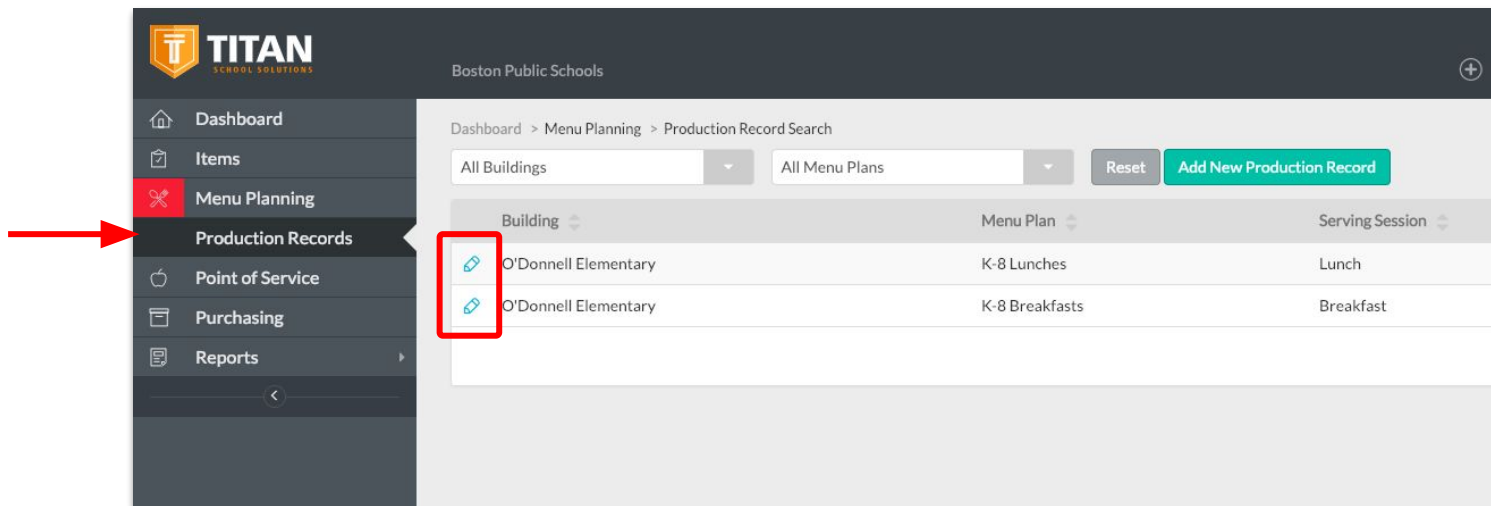 TITAN
SCHOOL SOLUTIONS
Boston Public Schools
Dashboard
Items
Menu Planning
Production Records
Point of Service
Purchasing
Reports
Dashboard > Menu Planning > Production Record Search
All Buildings All Menu Plans Reset Add New Production Record
Building Menu Plan Serving Session
O'Donnell Elementary K-8 Lunches Lunch
O'Donnell Elementary K-8 Breakfasts Breakfast